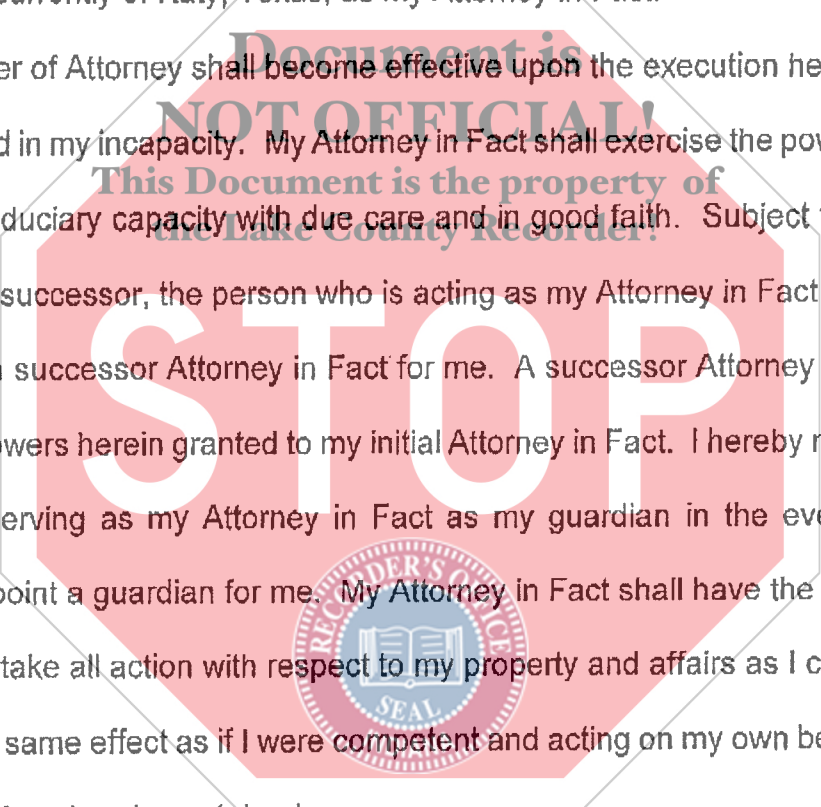 er of Attorney shall become effective upon the execution he
d in my incapacity. My Attorney in Fact shall exercise the pov
duciary capacity with due care and in good faith. Subject
successor, the person who is acting as my Attorney in Fact
successor Attorney in Fact for me. A successor Attorney
wers herein granted to my initial Attorney in Fact. I hereby
erving as my Attorney in Fact as my guardian in the eve
point a guardian for me. My Attorney in Fact shall have the
take all action with respect to my property and affairs as I c
same effect as if I were competent and acting on my own be
Document is
NOT OFFICIAL!
This Document is the property of
the Lake County Recorder!
STOP
RECORDER'S OFFICE
SEAL